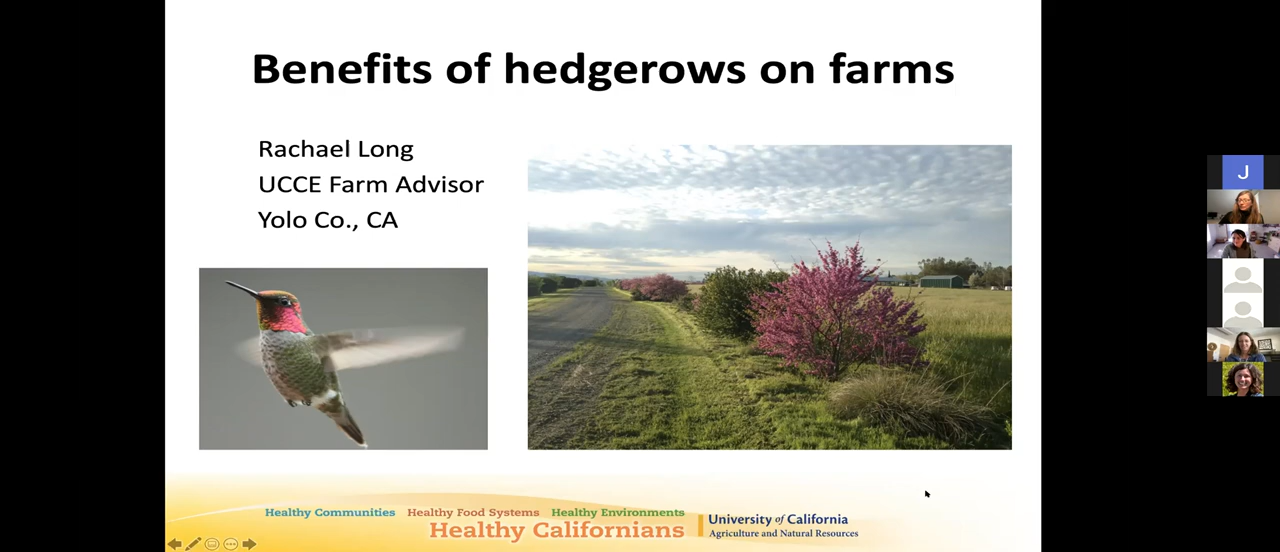 Benefits of hedgerows on farms
Rachael Long
UCCE Farm Advisor
Yolo Co., CA
J
Healthy Communities Healthy Food Systems Healthy Environments
Healthy Californians
University of California
Agriculture and Natural Resources